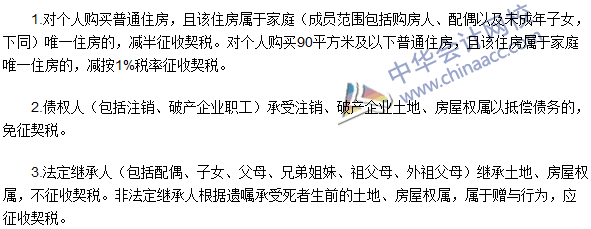 1.对个人购买普通住房，且该住房属于家庭（成员范围包括购房人、配偶以及未成年子女，
下同）唯一住房的，减半征收契税。对个人购买90平方米及以下普通住房，且该住房属于家庭
唯一住房的，减按1%税率征收契税。
中华会计网校
www.chinaacc.com
2.债权人（包括注销、破产企业职工）承受注销、破产企业土地、房屋权属以抵偿债务的，
免征契税。
3.法定继承人（包括配偶、子女、父母、兄弟姐妹、祖父母、外祖父母）继承土地、房屋权
属，不征收契税。非法定继承人根据遗嘱承受死者生前的土地、房屋权属，属于赠与行为，应
征收契税。